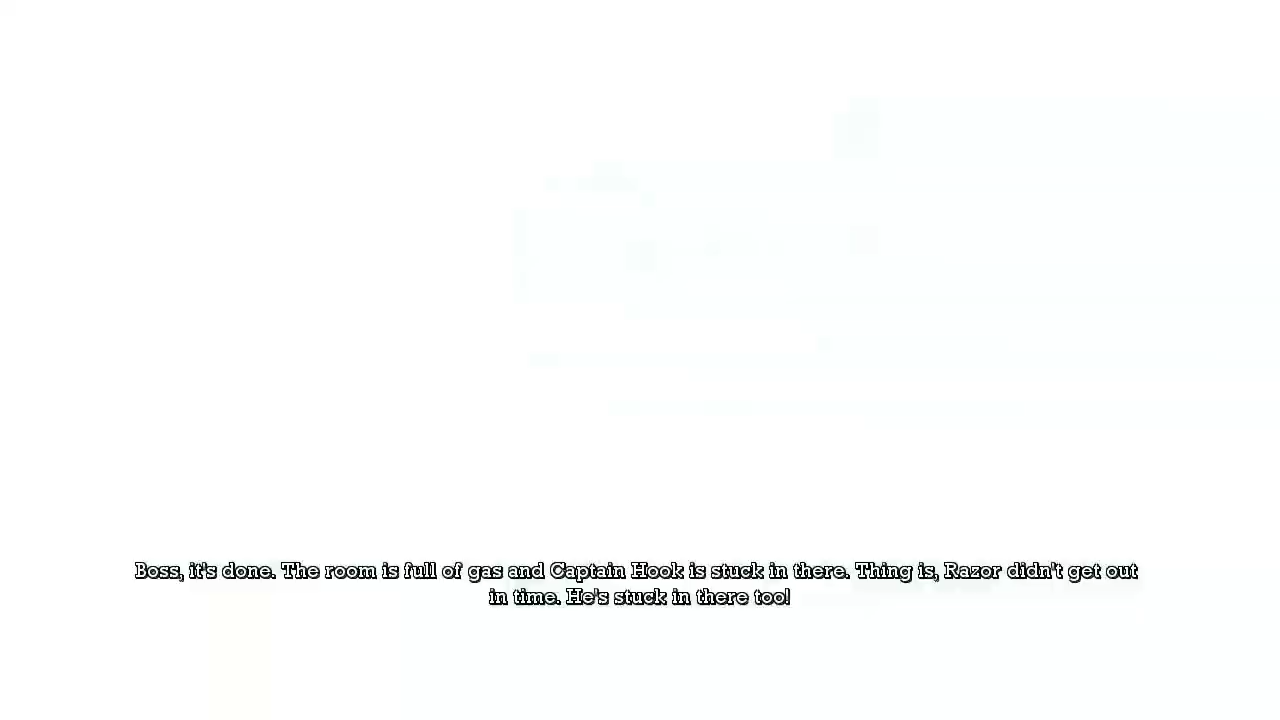 Boss, it's done. The room is full of gas and Captain Hook is stuck in there. Thing is, Razor didn't get out
in time. He's stuck in there too!